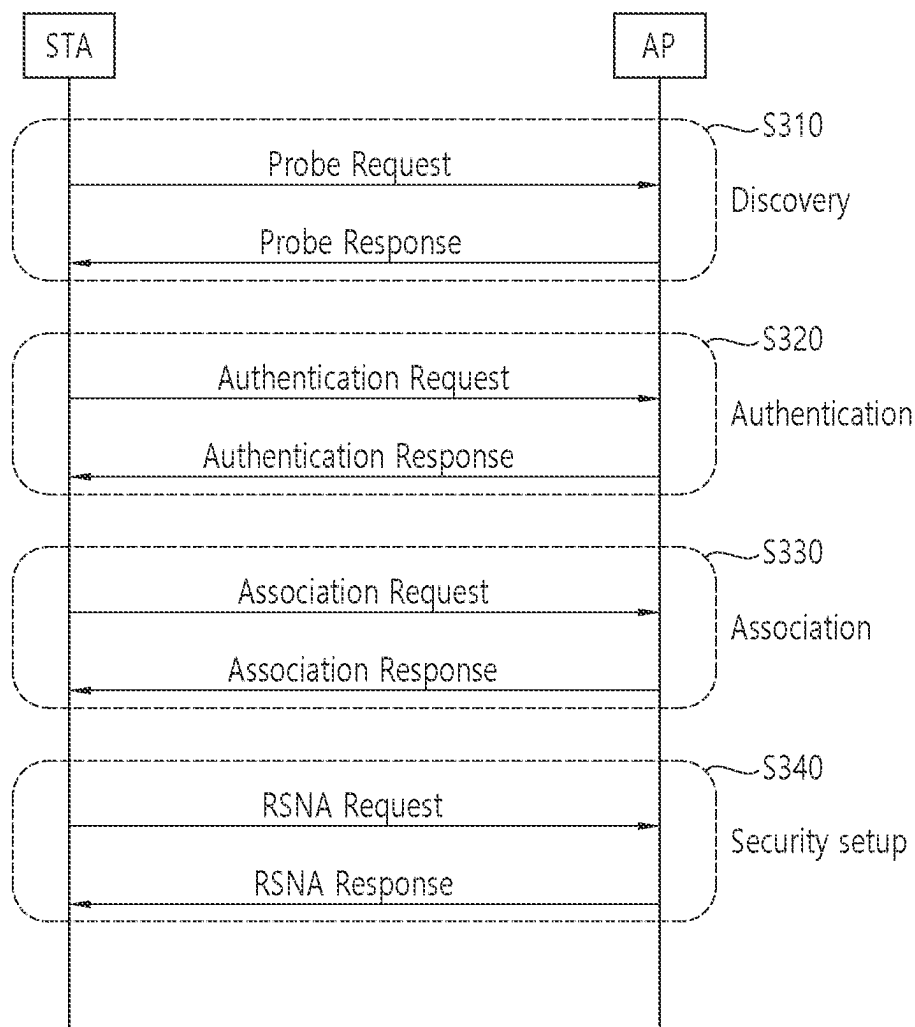 STA
AP
S310
Probe Request
Discovery
Probe Response
S320
Authentication Request
Authentication
Authentication Response
S330
Association Request
Association
Association Response
S340
RSNA Request
Security setup
RSNA Response